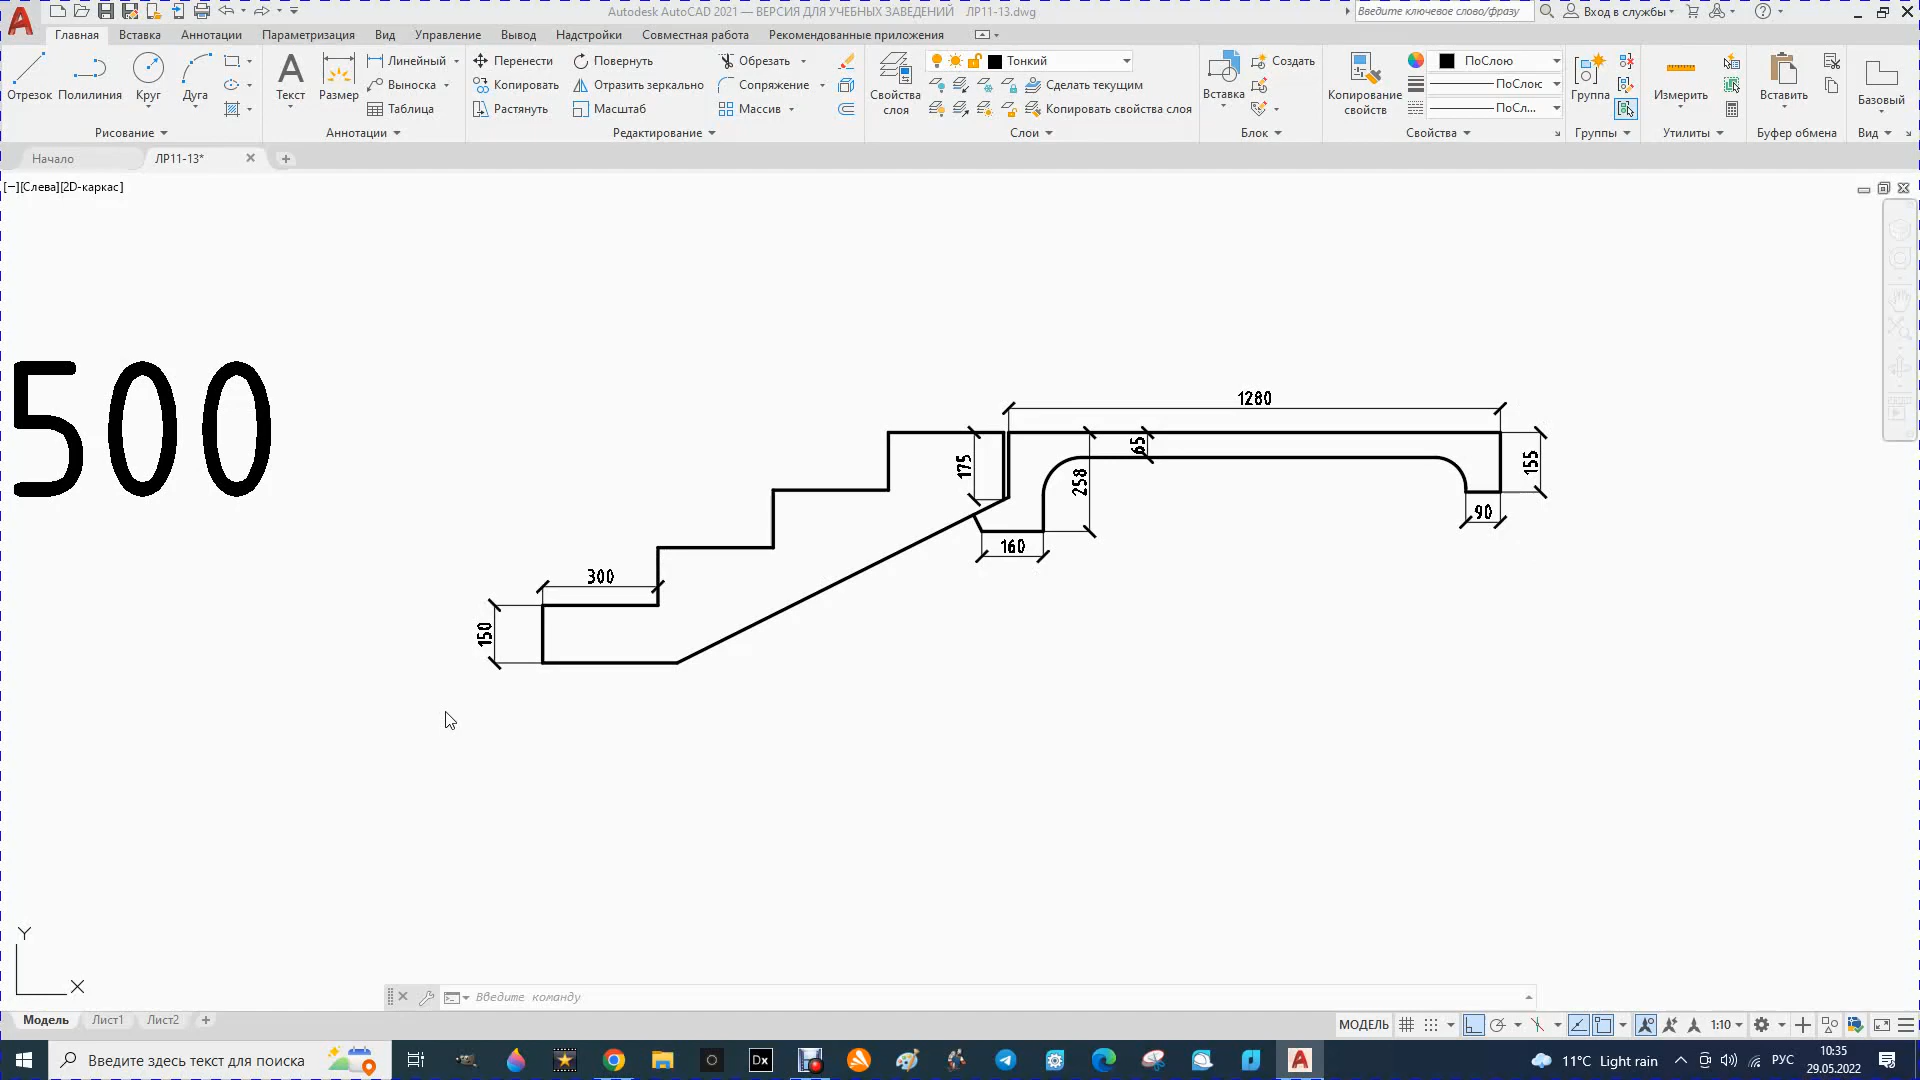 Autodesk AutoCAD 2021 — ВЕРСИЯ ДЛЯ УЧЕБНЫХ ЗАВЕДЕНИЙ ЛР11-13.dwg
Введите ключевое слово/фразу
Вход в службы
Главная Вставка Аннотации Параметризация Вид Управление Вывод Надстройки Совместная работа Рекомендованные приложения
Отрезок Полилиния Круг Дуга
Рисование
Текст Размер
Линейный
Выноска
Таблица
Аннотации
Перенести Повернуть Обрезать
Копировать Отразить зеркально Сопряжение
Растянуть Масштаб Массив
Редактирование
Свойства слоя
Тонкий
Сделать текущим
Копировать свойства слоя
Слои
Вставка
Создать
Блок
Копирование свойств
ПоСлою
ПоСлою
ПоСл...
Свойства
Группа
Группы
Измерить
Утилиты
Вставить
Буфер обмена
Базовый
Вид
Начало ЛР11-13*
[−][Слева][2D-каркас]
500
1280
175
65
258
155
90
160
300
150
Y
X
Введите команду
Модель Лист1 Лист2
МОДЕЛЬ 1:10
Введите здесь текст для поиска
Dx
11°C Light rain
РУС
10:35
29.05.2022